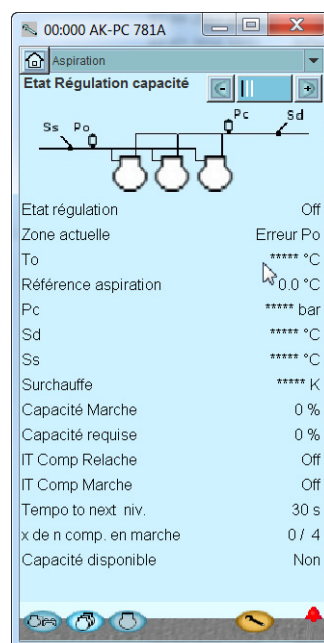 00:000 AK-PC 781A
Aspiration
Etat Régulation capacité
Ss Po Pc Sd
Etat régulation Off
Zone actuelle Erreur Po
To ***** °C
Référence aspiration 0.0 °C
Pc ***** bar
Sd ***** °C
Ss ***** °C
Surchauffe ***** K
Capacité Marche 0 %
Capacité requise 0 %
IT Comp Relache Off
IT Comp Marche Off
Tempo to next niv. 30 s
x de n comp. en marche 0 / 4
Capacité disponible Non